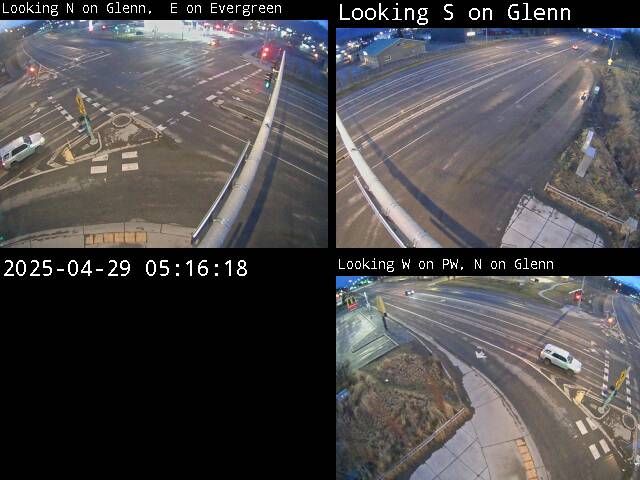 Looking N on Glenn, E on Evergreen
Looking S on Glenn
2025-04-29 05:16:18
Looking W on PW, N on Glenn